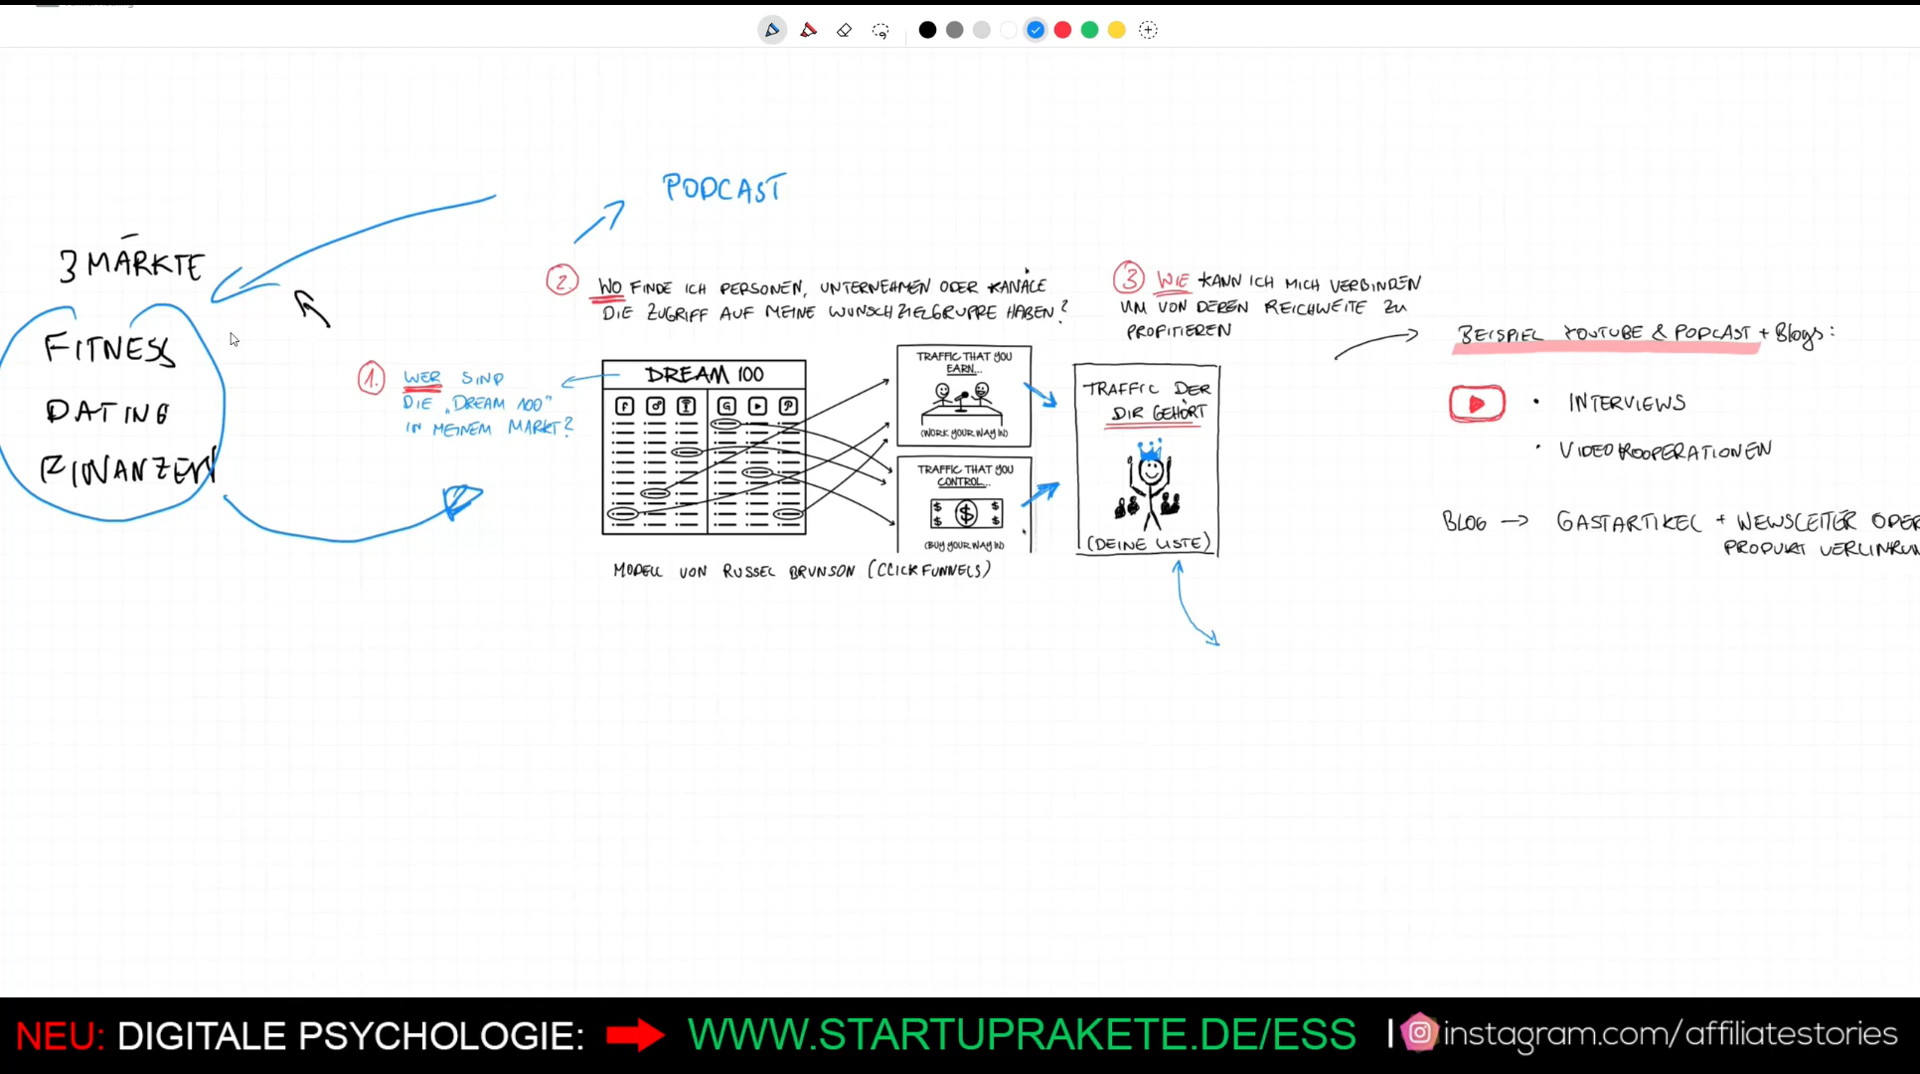 PODCAST
3 MÄRKTE
FITNESS
DATING
FINANZEN
1. WER SIND
DIE „DREAM 100"
IN MEINEM MARKT?
2. WO FINDE ICH PERSONEN, UNTERNEHMEN ODER KANÄLE
DIE ZUGRIFF AUF MEINE WUNSCHZIELGRUPPE HABEN?
DREAM 100
TRAFFIC THAT YOU
EARN...
(WORK YOUR WAY IN)
TRAFFIC THAT YOU
CONTROL...
$ $ $ $ $
(BUY YOUR WAY IN)
MODELL VON RUSSEL BRUNSON (CLICKFUNNELS)
3 WIE KANN ICH MICH VERBINDEN
UM VON DEREN REICHWEITE ZU
PROFITIEREN
TRAFFIC DER
DIR GEHÖRT
(DEINE LISTE)
BEISPIEL YOUTUBE & PODCAST + Blogs:
• INTERVIEWS
• VIDEOKOOPERATIONEN
BLOG → GASTARTIKEL + NEWSLETTER ODER
PRODUKT
NEU: DIGITALE PSYCHOLOGIE: WWW.STARTUPRAKETE.DE/ESS | instagram.com/affiliatestories